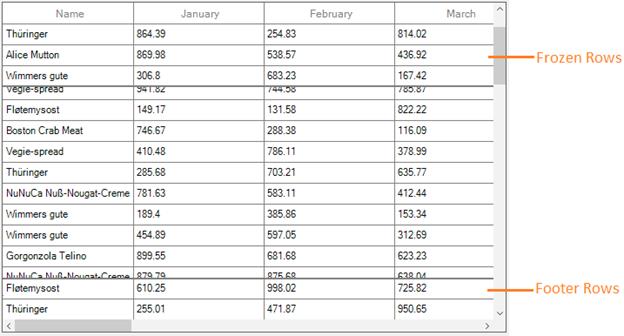 Name January February March
Thüringer 864.39 254.83 814.02
Alice Mutton 869.98 538.57 436.92
Frozen Rows
Wimmers gute 306.8 683.23 167.42
Vegie-spread 941.82 744.58 785.87
Fløtemysost 149.17 131.58 822.22
Boston Crab Meat 746.67 288.38 116.09
Vegie-spread 410.48 786.11 378.99
Thüringer 285.68 703.21 635.77
NuNuCa Nuß-Nougat-Creme 781.63 583.11 412.44
Wimmers gute 189.4 385.86 153.34
Wimmers gute 454.89 597.05 312.69
Gorgonzola Telino 899.55 681.68 623.23
NuNuCa Nuß-Nougat-Creme 879.79 875.68 638.04
Fløtemysost 610.25 998.02 725.82
Footer Rows
Thüringer 255.01 471.87 950.65